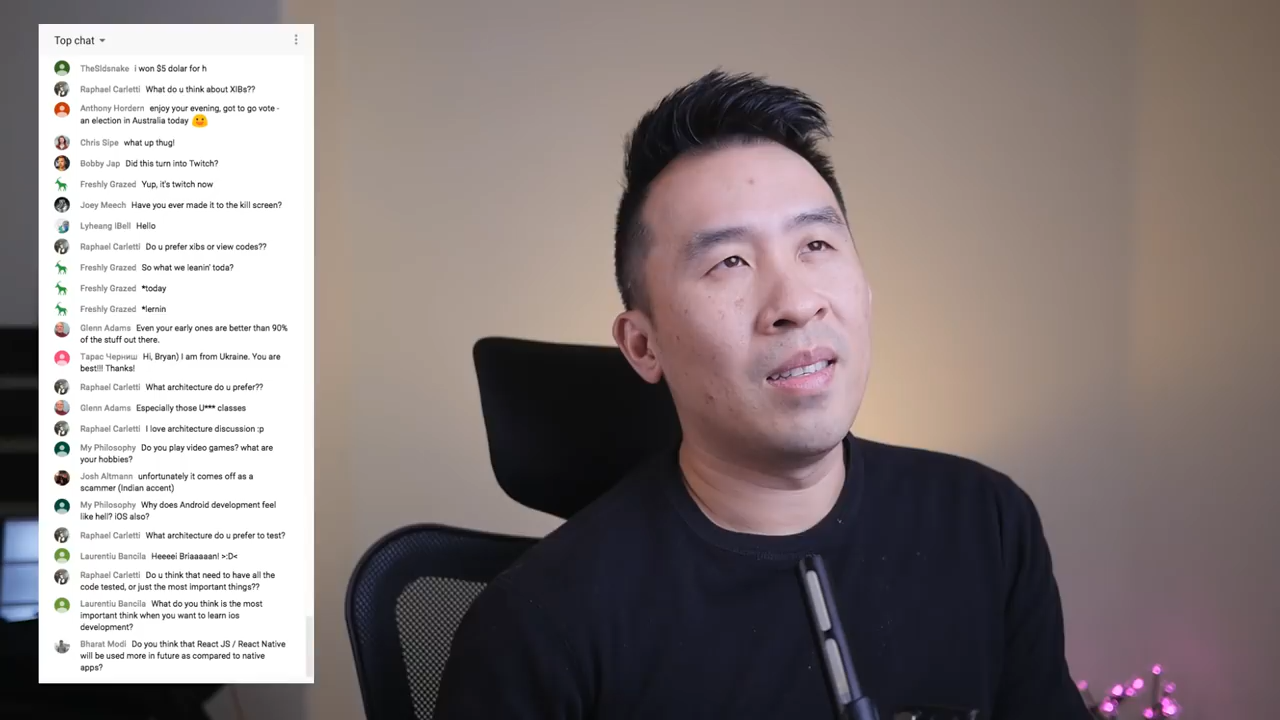 Top chat
TheSldsnake i won $5 dolar for h
Raphael Carletti What do u think about XIBs??
Anthony Hordern enjoy your evening, got to go vote -
an election in Australia today
Chris Sipe what up thug!
Bobby Jap Did this turn into Twitch?
Freshly Grazed Yup, it's twitch now
Joey Meech Have you ever made it to the kill screen?
Lyheang IBell Hello
Raphael Carletti Do u prefer xibs or view codes??
Freshly Grazed So what we leanin' toda?
Freshly Grazed *today
Freshly Grazed *lernin
Glenn Adams Even your early ones are better than 90%
of the stuff out there.
Тарас Черниш Hi, Bryan) I am from Ukraine. You are
best!!! Thanks!
Raphael Carletti What architecture do u prefer??
Glenn Adams Especially those U*** classes
Raphael Carletti I love architecture discussion :p
My Philosophy Do you play video games? what are
your hobbies?
Josh Altmann unfortunately it comes off as a
scammer (Indian accent)
My Philosophy Why does Android development feel
like hell? iOS also?
Raphael Carletti What architecture do u prefer to test?
Laurentiu Bancila Heeeei Briaaaaan! >:D<
Raphael Carletti Do u think that need to have all the
code tested, or just the most important things??
Laurentiu Bancila What do you think is the most
important think when you want to learn ios
development?
Bharat Modi Do you think that React JS / React Native
will be used more in future as compared to native
apps?